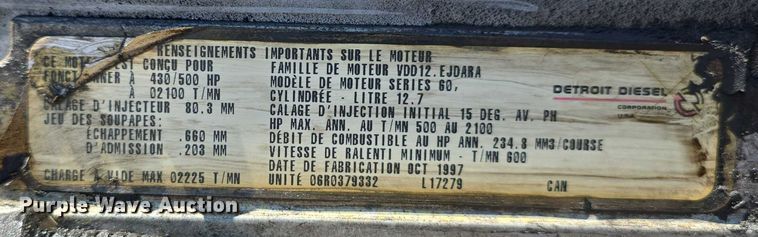 RENSEIGNEMENTS IMPORTANTS SUR LE MOTEUR
CE EST CONÇU POUR
FONCTIONNER À 430/500 HP
À 02100 T/MN
CALAGE D'INJECTEUR 80.3 MM
JEU DES SOUPAPES:
ÉCHAPPEMENT .660 MM
D'ADMISSION .203 MM
CHARGE À VIDE MAX 02225 T/MN
FAMILLE DE MOTEUR VDD12.EJDARA
MODÈLE DE MOTEUR SERIES 60,
CYLINDRÉE - LITRE 12.7
CALAGE D'INJECTION INITIAL 15 DEG. AV. PH
HP MAX. ANN. AU T/MN 500 AU 2100
DÉBIT DE COMBUSTIBLE AU HP ANN. 234.8 MM3/COURSE
VITESSE DE RALENTI MINIMUM - T/MN 600
DATE DE FABRICATION OCT 1997
UNITÉ 06R0379332 L17279 CAN
DETROIT DIESEL
CORPORATION
USA
Purple Wave Auction